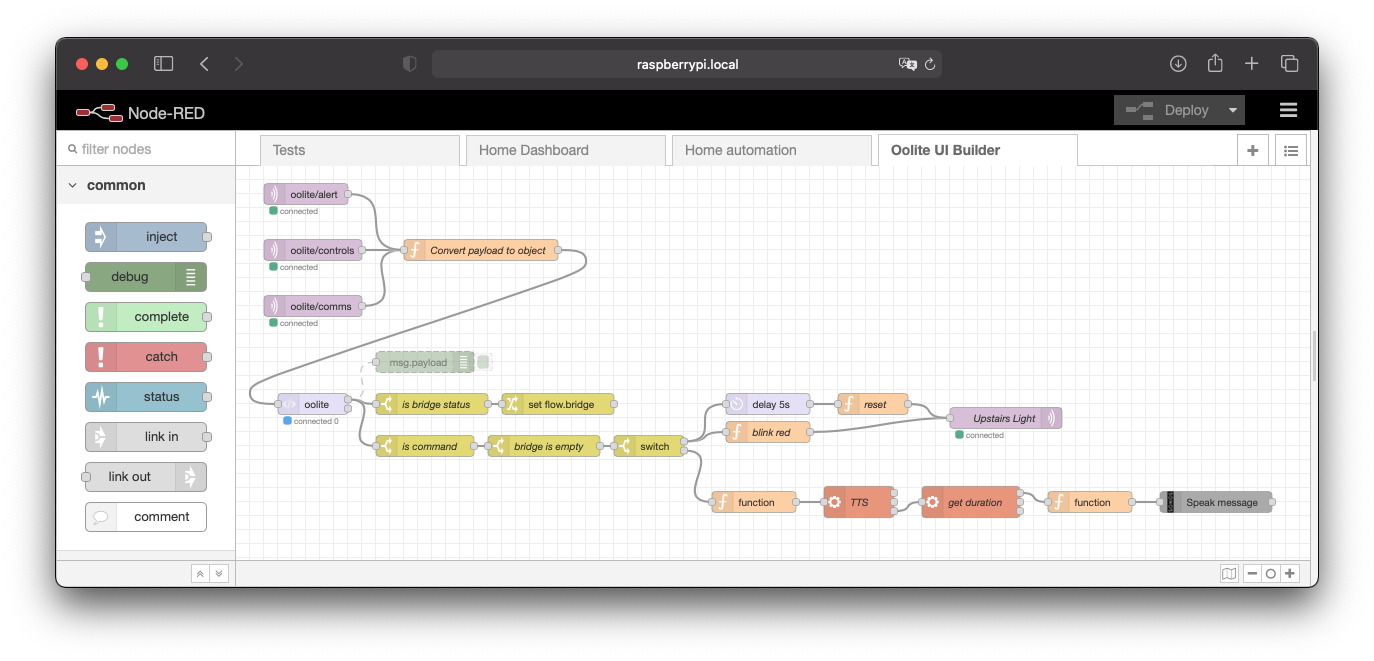 raspberrypi.local
Node-RED
Deploy
filter nodes
Tests
Home Dashboard
Home automation
Oolite UI Builder
common
inject
debug
complete
catch
status
link in
link out
comment
oolite/alert
connected
oolite/controls
connected
Convert payload to object
oolite/comms
connected
msg.payload
oolite
connected 0
is bridge status
set flow.bridge
is command
bridge is empty
switch
delay 5s
reset
blink red
Upstairs Light
connected
function
TTS
get duration
function
Speak message